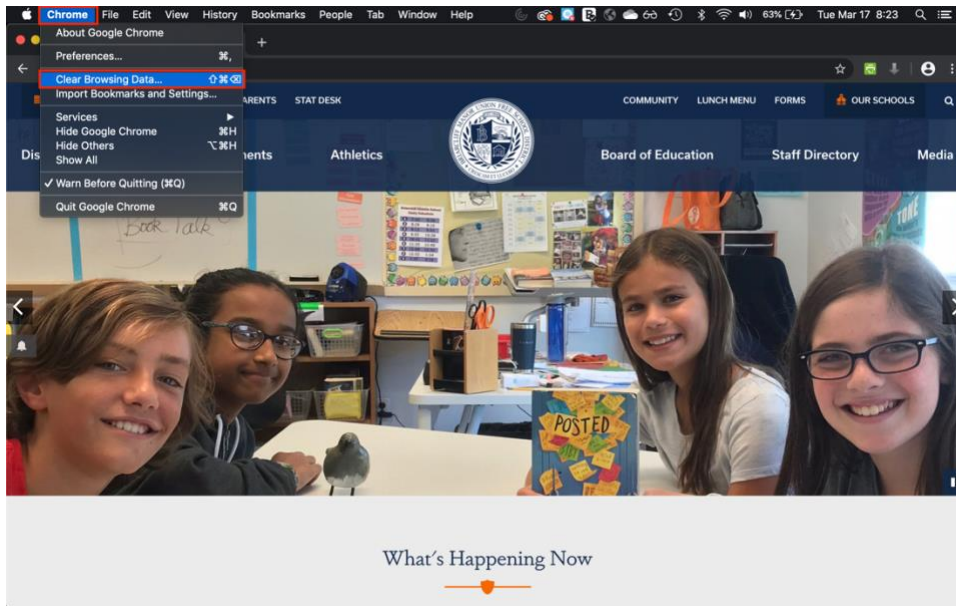 Chrome File Edit View History Bookmarks People Tab Window Help 63% Tue Mar 17 8:23
About Google Chrome
Preferences... ⌘,
Clear Browsing Data... ⇧⌘⌫
Import Bookmarks and Settings...
Services ▶
Hide Google Chrome ⌘H
Hide Others ⌥⌘H
Show All
✓ Warn Before Quitting (⌘Q)
Quit Google Chrome ⌘Q
STAT DESK COMMUNITY LUNCH MENU FORMS OUR SCHOOLS
Athletics Board of Education Staff Directory Media
Book Talk
POSTED
What's Happening Now